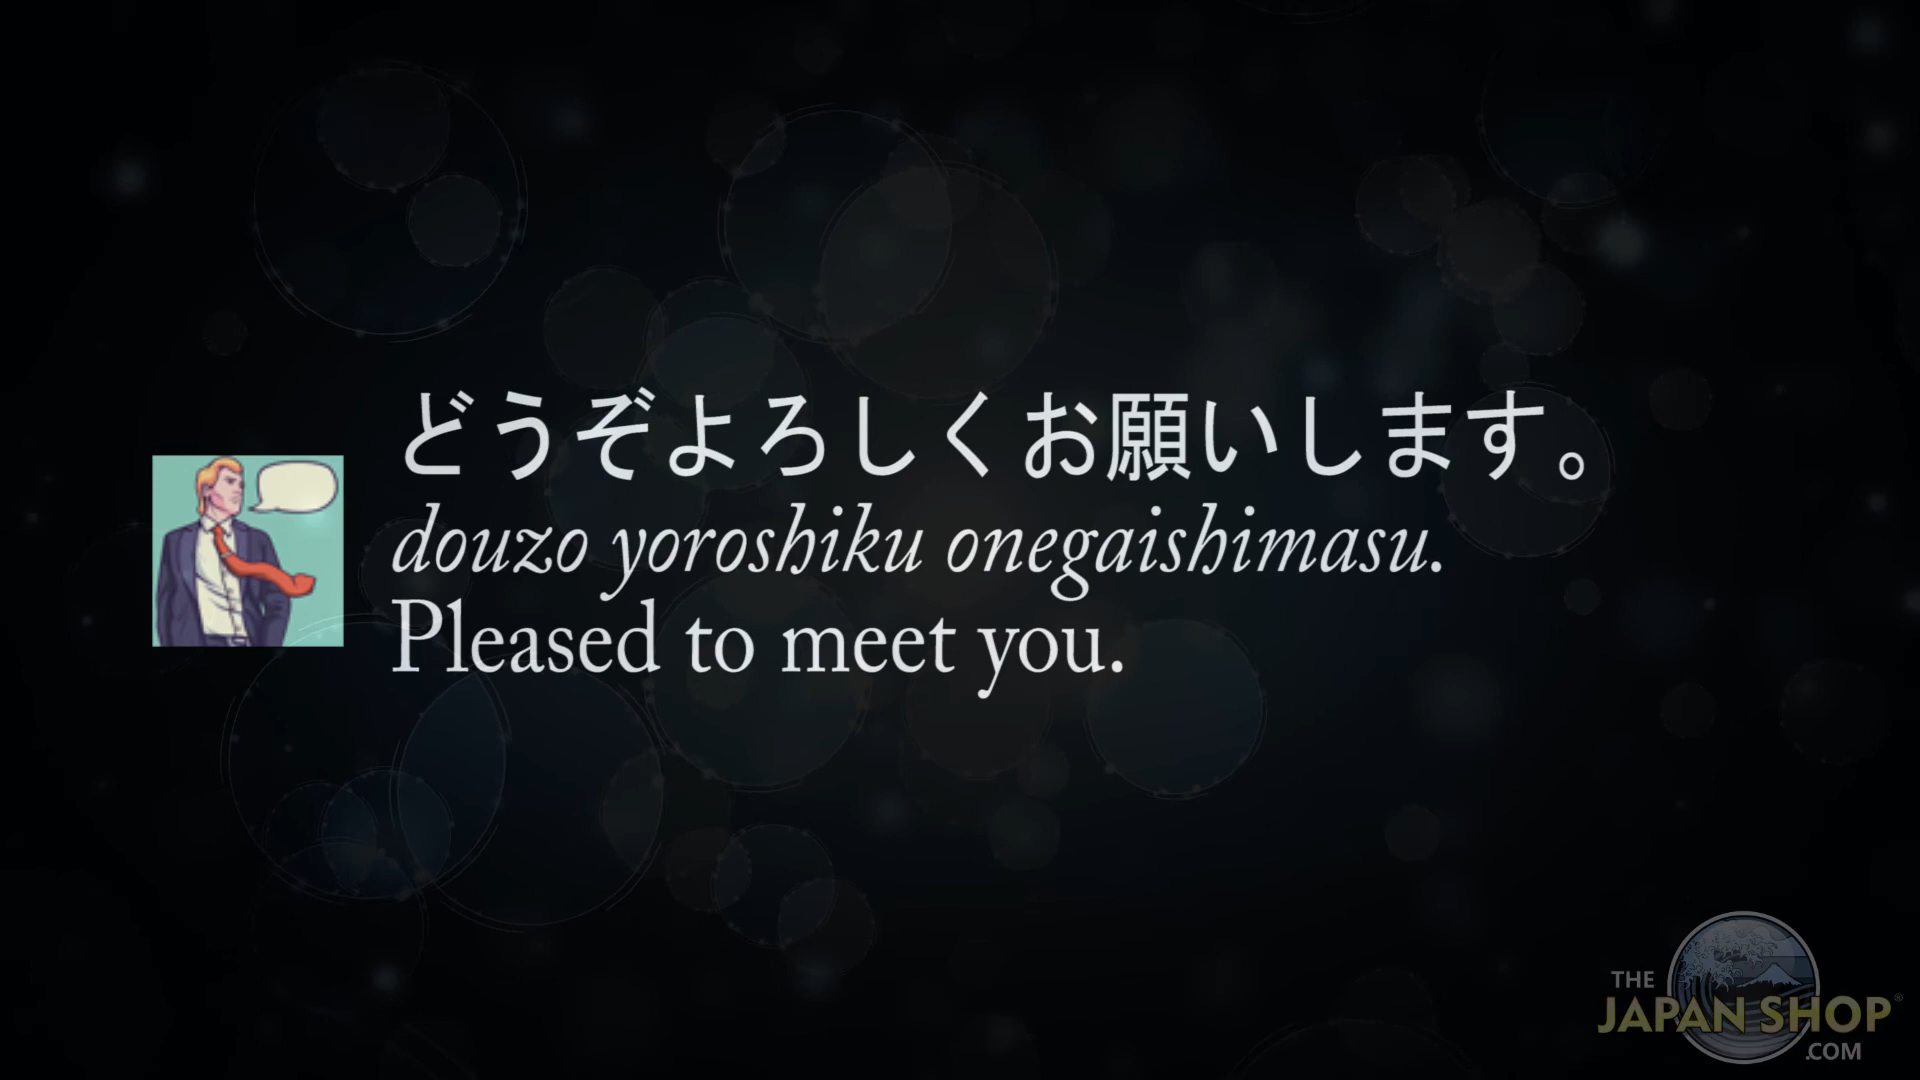 どうぞよろしくお願いします。
douzo yoroshiku onegaishimasu.
Pleased to meet you.
THE
JAPAN SHOP®
.COM